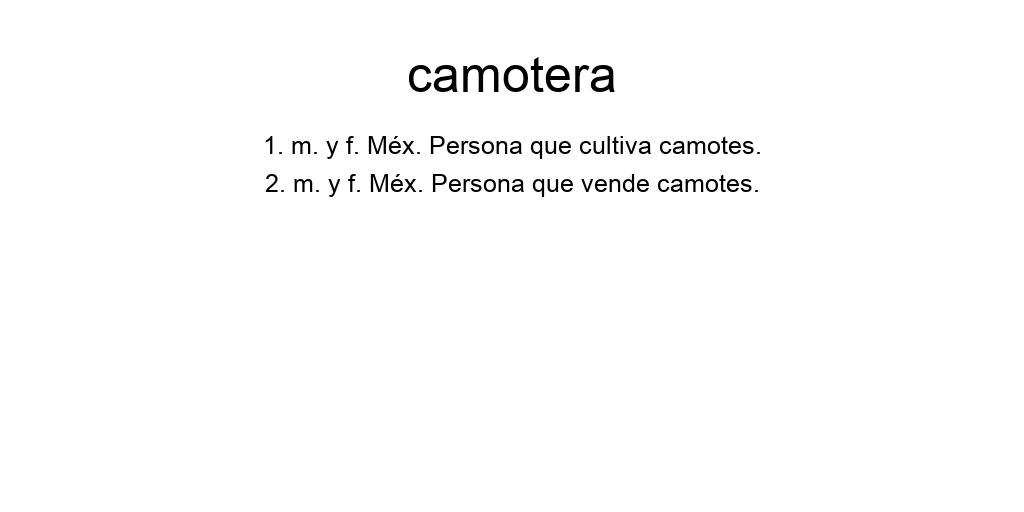 camotera
1. m. y f. Méx. Persona que cultiva camotes.
2. m. y f. Méx. Persona que vende camotes.